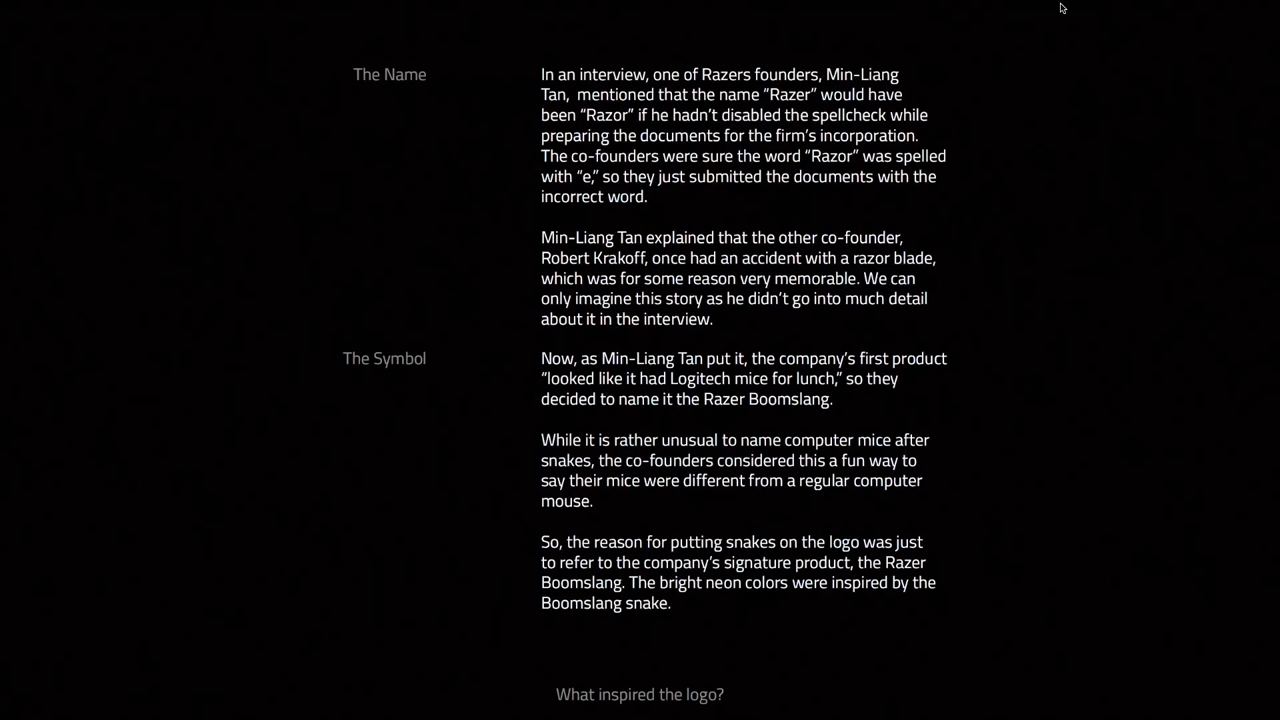 The Name
In an interview, one of Razers founders, Min-Liang
Tan,  mentioned that the name “Razer” would have
been “Razor” if he hadn’t disabled the spellcheck while
preparing the documents for the firm’s incorporation.
The co-founders were sure the word “Razor” was spelled
with “e,” so they just submitted the documents with the
incorrect word.
Min-Liang Tan explained that the other co-founder,
Robert Krakoff, once had an accident with a razor blade,
which was for some reason very memorable. We can
only imagine this story as he didn’t go into much detail
about it in the interview.
The Symbol
Now, as Min-Liang Tan put it, the company’s first product
“looked like it had Logitech mice for lunch,” so they
decided to name it the Razer Boomslang.
While it is rather unusual to name computer mice after
snakes, the co-founders considered this a fun way to
say their mice were different from a regular computer
mouse.
So, the reason for putting snakes on the logo was just
to refer to the company’s signature product, the Razer
Boomslang. The bright neon colors were inspired by the
Boomslang snake.
What inspired the logo?